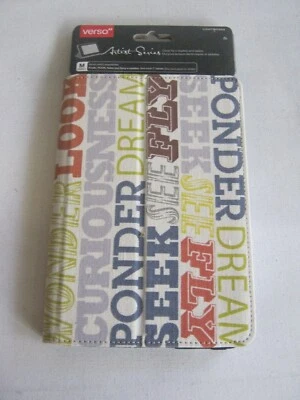 verso
Artist Series
M
WONDER LOOK
CURIOUSNESS
PONDER DREAM
SEEK SEE FLY
SEEK SEE FLY
PONDER DREAM